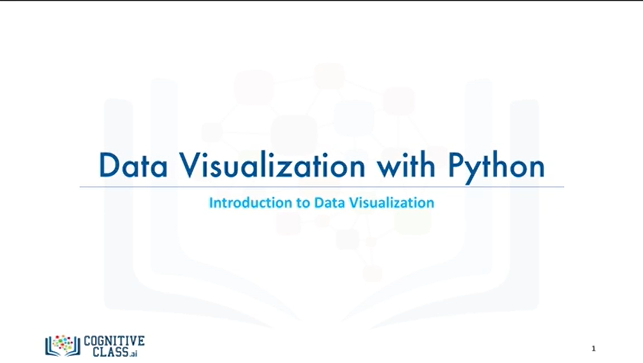 Data Visualization with Python
Introduction to Data Visualization
COGNITIVE
CLASS.ai
1